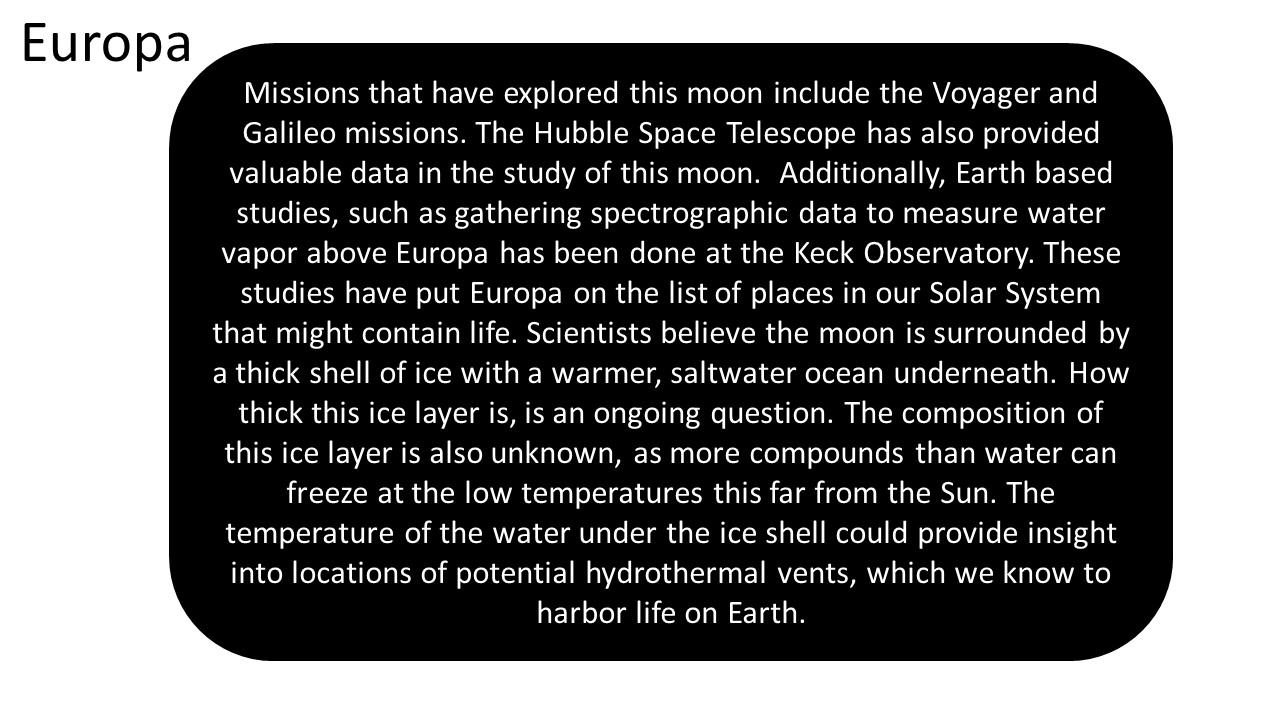 Europa
Missions that have explored this moon include the Voyager and
Galileo missions. The Hubble Space Telescope has also provided
valuable data in the study of this moon.  Additionally, Earth based
studies, such as gathering spectrographic data to measure water
vapor above Europa has been done at the Keck Observatory. These
studies have put Europa on the list of places in our Solar System
that might contain life. Scientists believe the moon is surrounded by
a thick shell of ice with a warmer, saltwater ocean underneath. How
thick this ice layer is, is an ongoing question. The composition of
this ice layer is also unknown, as more compounds than water can
freeze at the low temperatures this far from the Sun. The
temperature of the water under the ice shell could provide insight
into locations of potential hydrothermal vents, which we know to
harbor life on Earth.